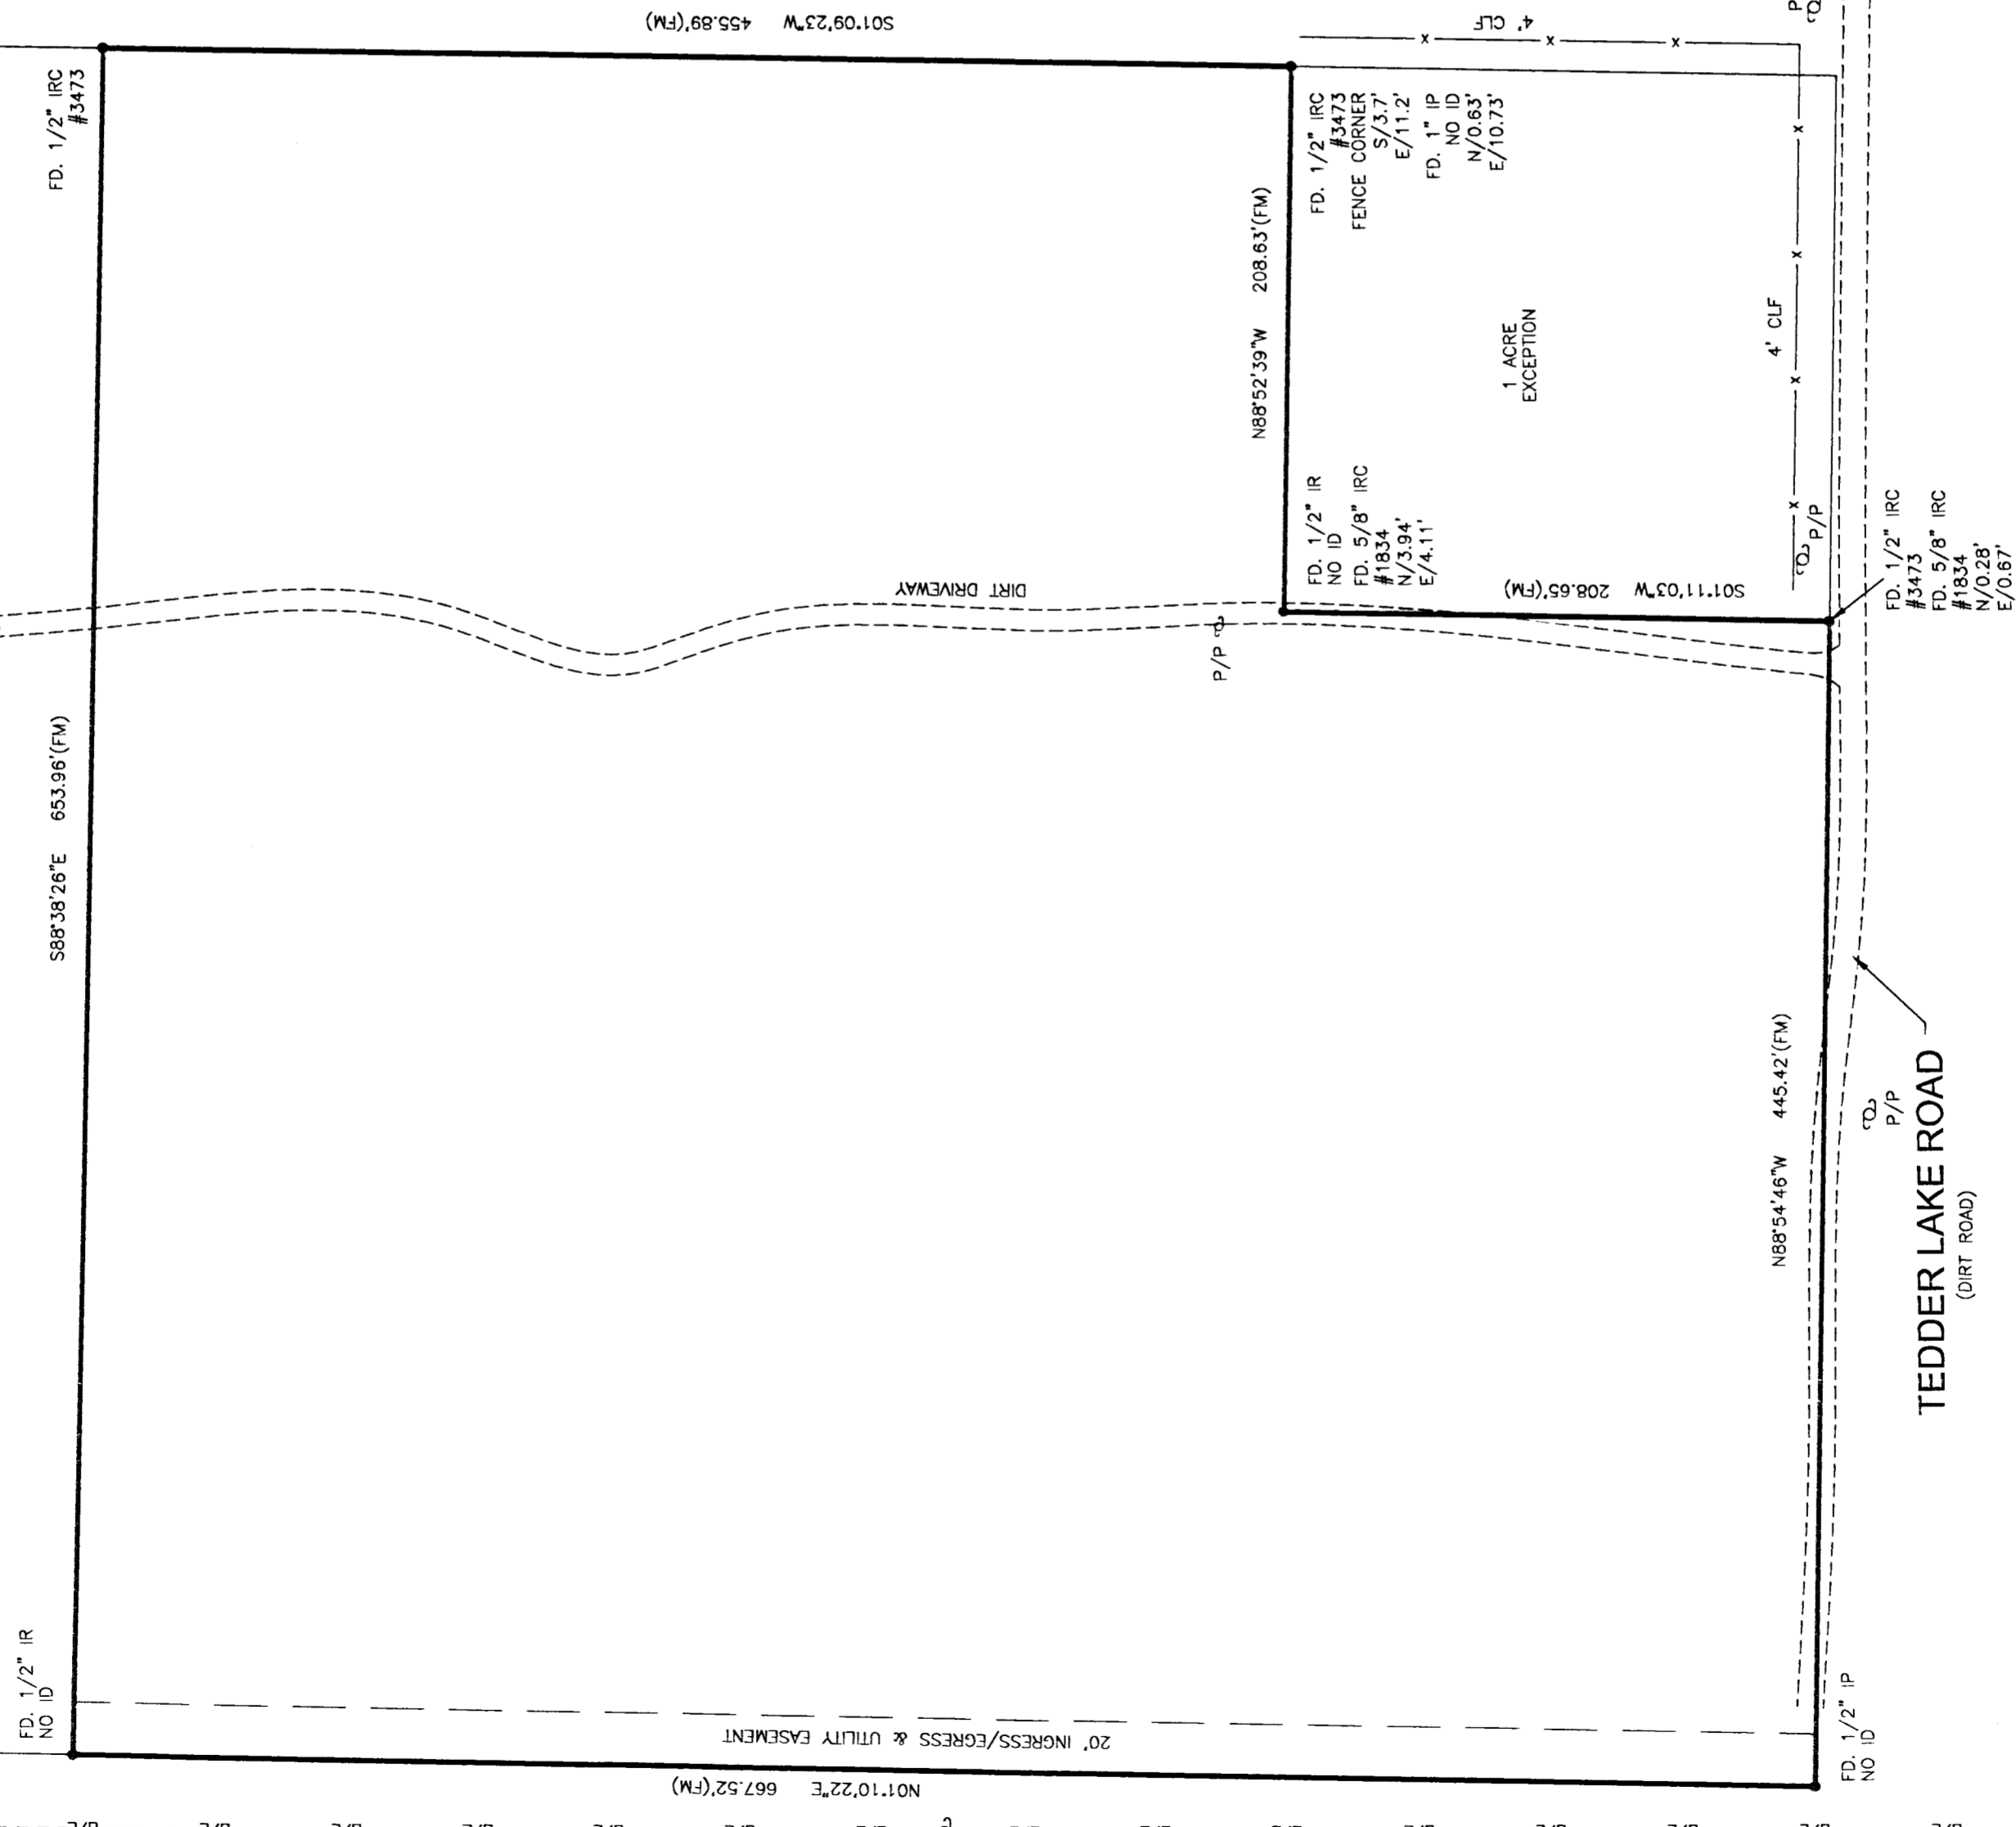 S01°09'23"W 455.89'(FM)
4' CLF
P
FD. 1/2" IRC
#3473
S88°38'26"E 653.96'(FM)
FD. 1/2" IR
NO ID
DIRT DRIVEWAY
P/P
N88°52'39"W 208.63'(FM)
FD. 1/2" IRC
#3473
FENCE CORNER
S/3.7'
E/11.2'
FD. 1" IP
NO ID
N/0.63'
E/10.73'
1 ACRE
EXCEPTION
4' CLF
FD. 1/2" IR
NO ID
FD. 5/8" IRC
#1834
N/3.94'
E/4.11'
S01°11'03"W 208.65'(FM)
P/P
FD. 1/2" IRC
#3473
FD. 5/8" IRC
#1834
N/0.28'
E/0.67'
N88°54'46"W 445.42'(FM)
P/P
TEDDER LAKE ROAD
(DIRT ROAD)
20' INGRESS/EGRESS & UTILITY EASEMENT
N01°10'22"E 667.52'(FM)
FD. 1/2" IP
NO ID